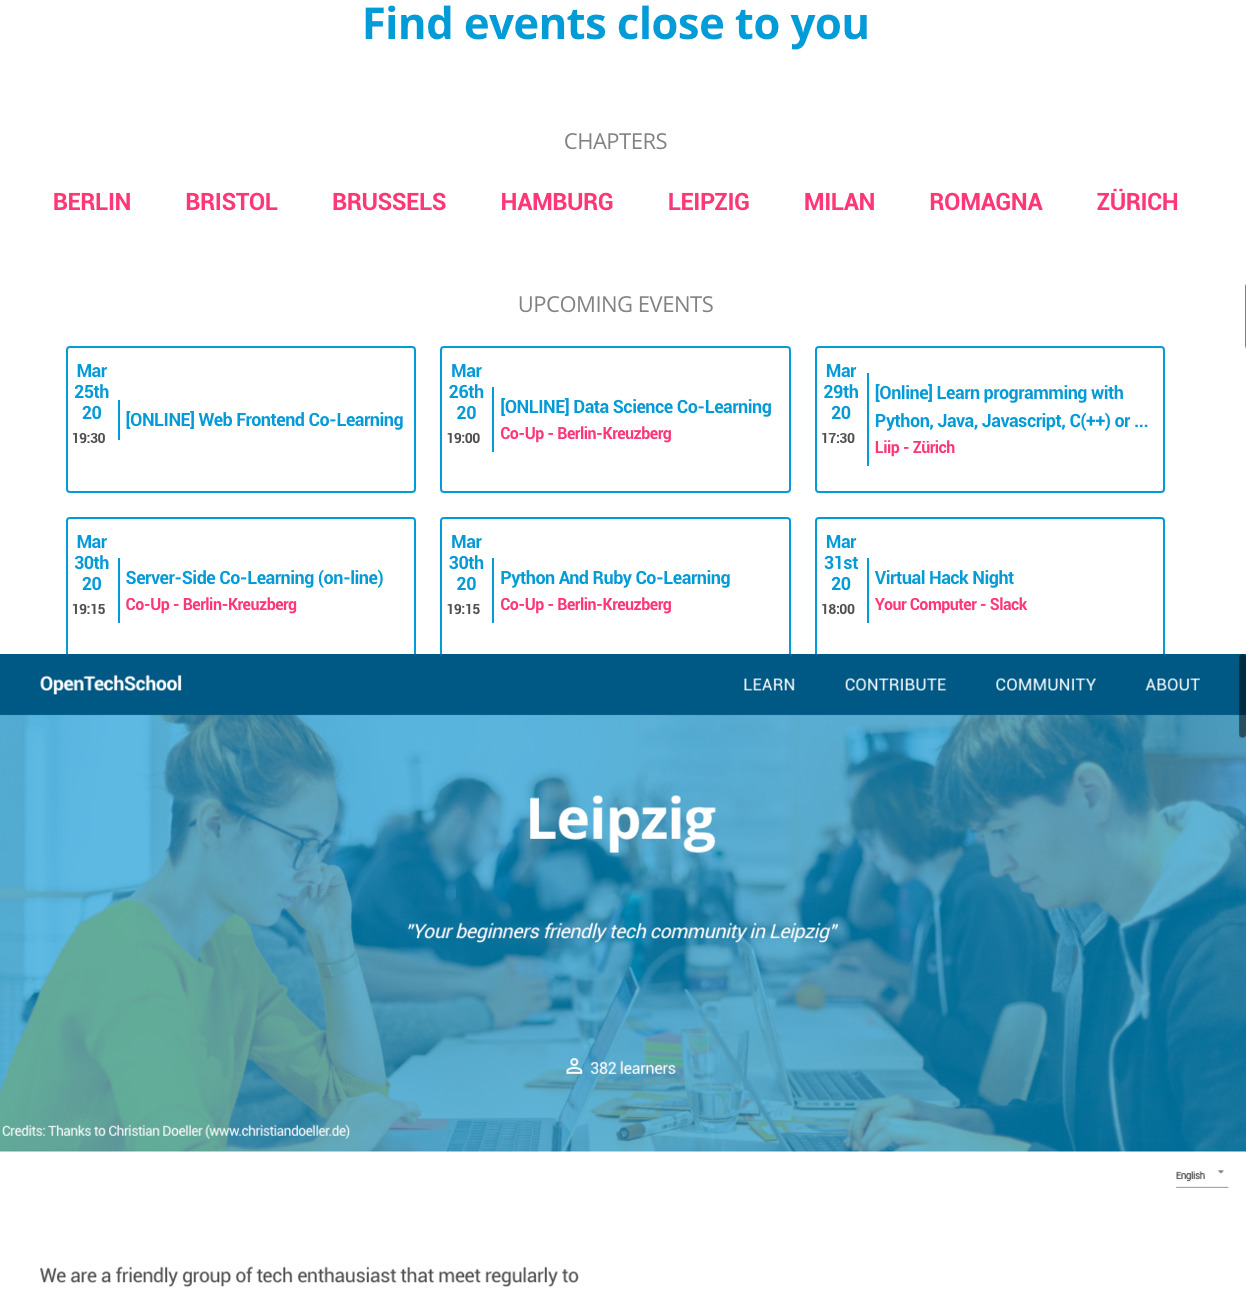 Find events close to you
CHAPTERS
BERLIN BRISTOL BRUSSELS HAMBURG LEIPZIG MILAN ROMAGNA ZÜRICH
UPCOMING EVENTS
Mar
25th
20
19:30
[ONLINE] Web Frontend Co-Learning
Mar
26th
20
19:00
[ONLINE] Data Science Co-Learning
Co-Up - Berlin-Kreuzberg
Mar
29th
20
17:30
[Online] Learn programming with
Python, Java, Javascript, C(++) or ...
Liip - Zürich
Mar
30th
20
19:15
Server-Side Co-Learning (on-line)
Co-Up - Berlin-Kreuzberg
Mar
30th
20
19:15
Python And Ruby Co-Learning
Co-Up - Berlin-Kreuzberg
Mar
31st
20
18:00
Virtual Hack Night
Your Computer - Slack
OpenTechSchool LEARN CONTRIBUTE COMMUNITY ABOUT
Leipzig
"Your beginners friendly tech community in Leipzig"
382 learners
Credits: Thanks to Christian Doeller (www.christiandoeller.de)
English
We are a friendly group of tech enthausiast that meet regularly to